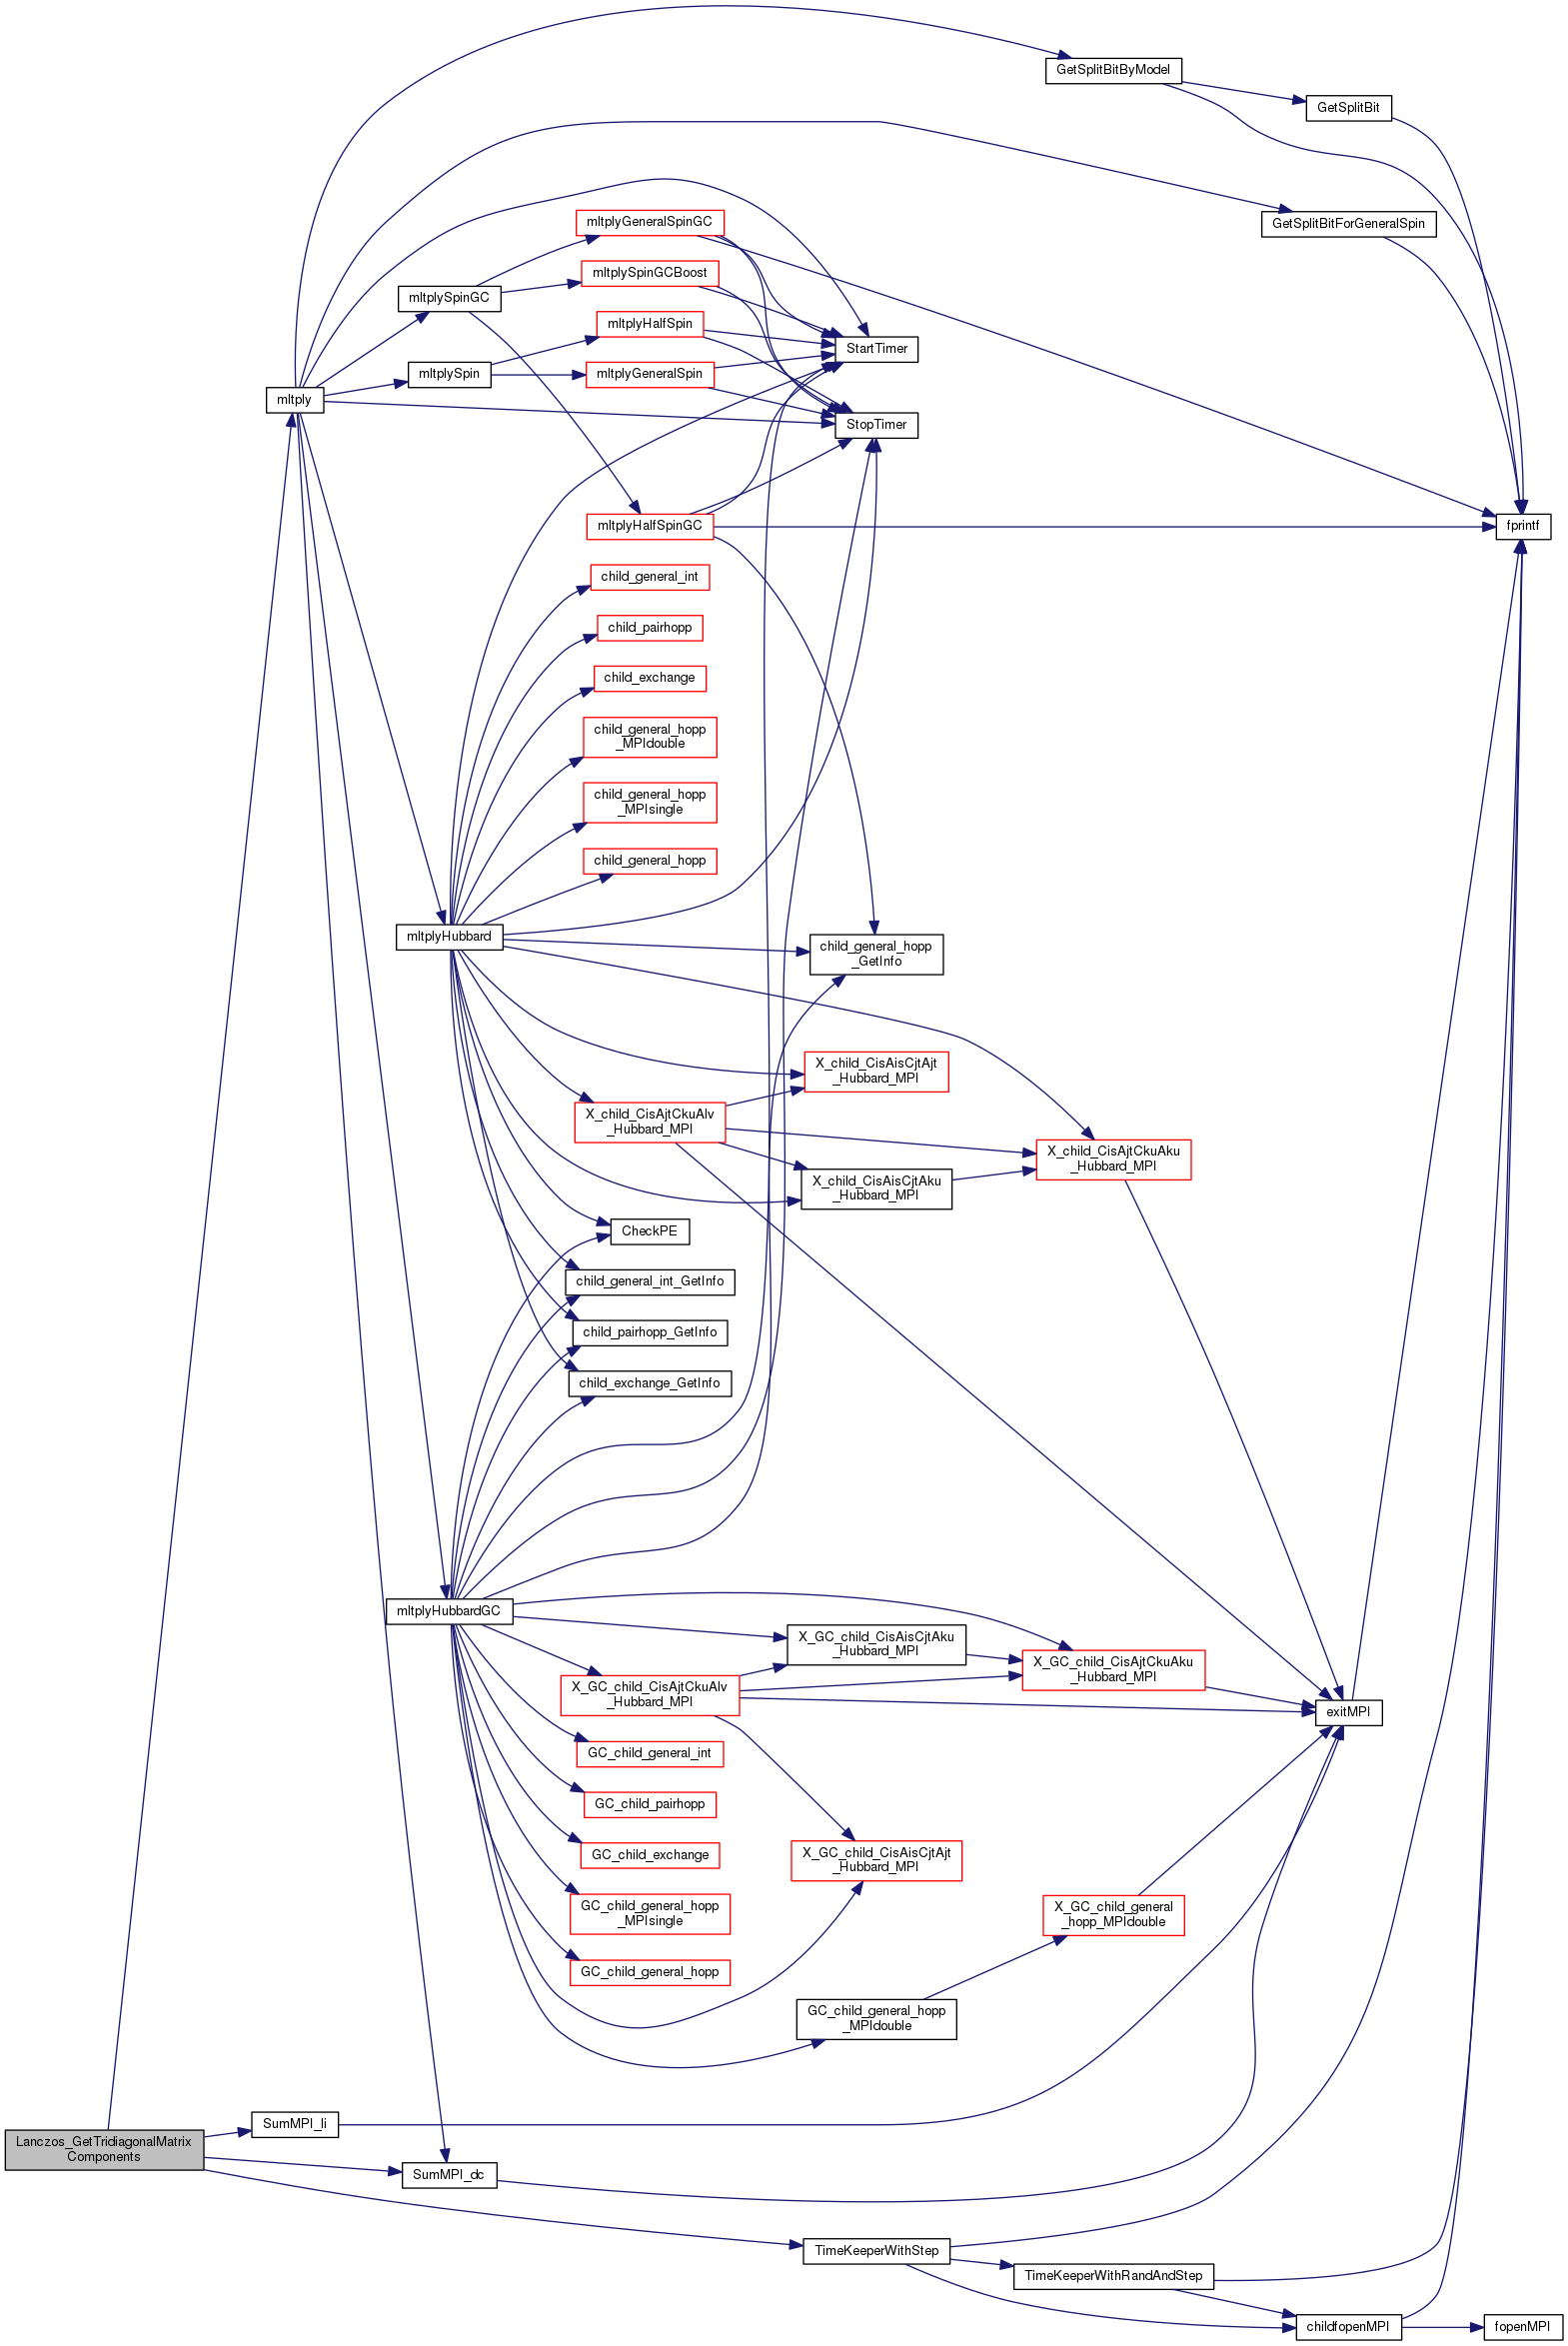 GetSplitBitByModel
GetSplitBit
GetSplitBitForGeneralSpin
mltplyGeneralSpinGC
mltplySpinGCBoost
mltplySpinGC
mltplyHalfSpin
StartTimer
mltplySpin
mltplyGeneralSpin
mltply
StopTimer
mltplyHalfSpinGC
fprintf
child_general_int
child_pairhopp
child_exchange
child_general_hopp
_MPIdouble
child_general_hopp
_MPIsingle
child_general_hopp
mltplyHubbard
child_general_hopp
_GetInfo
X_child_CisAisCjtAjt
_Hubbard_MPI
X_child_CisAjtCkuAlv
_Hubbard_MPI
X_child_CisAjtCkuAku
_Hubbard_MPI
X_child_CisAisCjtAku
_Hubbard_MPI
CheckPE
child_general_int_GetInfo
child_pairhopp_GetInfo
child_exchange_GetInfo
mltplyHubbardGC
X_GC_child_CisAisCjtAku
_Hubbard_MPI
X_GC_child_CisAjtCkuAku
_Hubbard_MPI
X_GC_child_CisAjtCkuAlv
_Hubbard_MPI
exitMPI
GC_child_general_int
GC_child_pairhopp
GC_child_exchange
X_GC_child_CisAisCjtAjt
_Hubbard_MPI
GC_child_general_hopp
_MPIsingle
X_GC_child_general
_hopp_MPIdouble
GC_child_general_hopp
GC_child_general_hopp
_MPIdouble
SumMPI_li
Lanczos_GetTridiagonalMatrix
Components
SumMPI_dc
TimeKeeperWithStep
TimeKeeperWithRandAndStep
childfopenMPI
fopenMPI